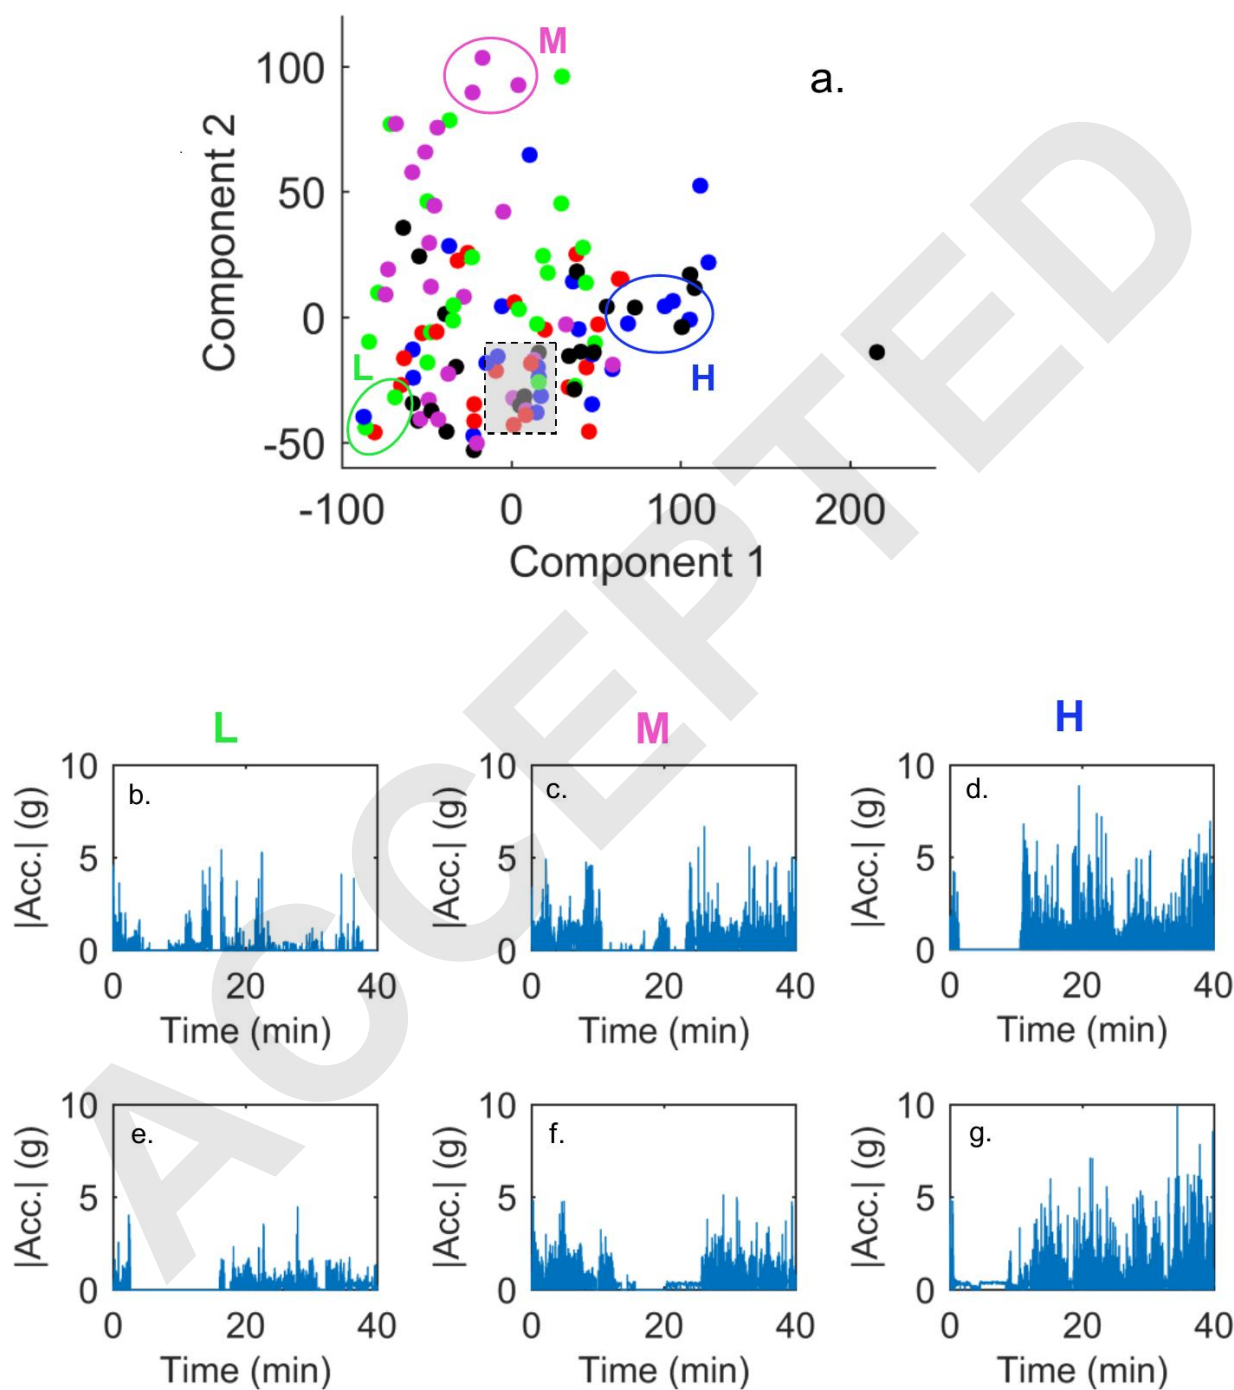 M
a.
100
50
0
-50
Component 2
L
H
-100 0 100 200
Component 1
L M H
10 10 10
b. c. d.
|Acc.| (g) |Acc.| (g) |Acc.| (g)
5 5 5
0 0 0
0 20 40 0 20 40 0 20 40
Time (min) Time (min) Time (min)
10 10 10
e. f. g.
|Acc.| (g) |Acc.| (g) |Acc.| (g)
5 5 5
0 0 0
0 20 40 0 20 40 0 20 40
Time (min) Time (min) Time (min)
ACCEPTED